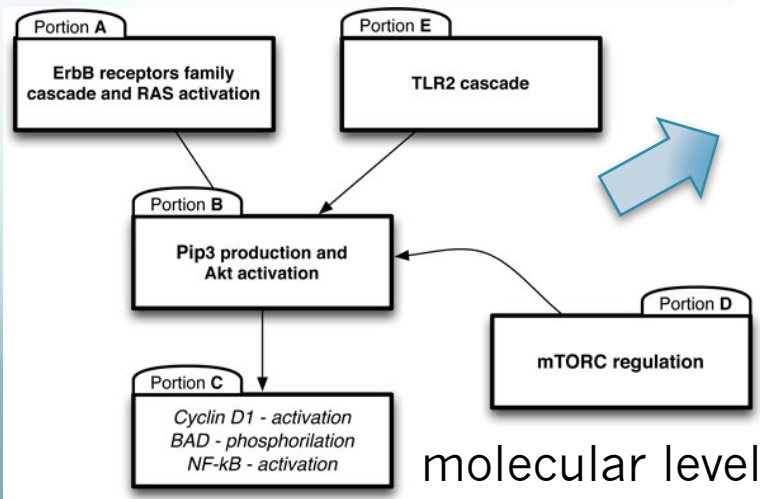 Portion A
ErbB receptors family
cascade and RAS activation
Portion E
TLR2 cascade
Portion B
Pip3 production and
Akt activation
Portion D
mTORC regulation
Portion C
Cyclin D1 - activation
BAD - phosphorilation
NF-kB - activation
molecular level